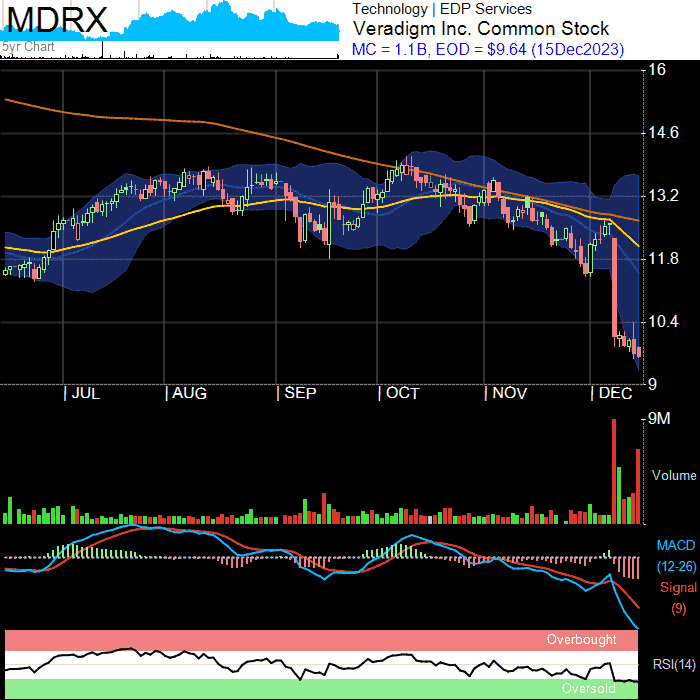 MDRX
5yr Chart
Technology | EDP Services
Veradigm Inc. Common Stock
MC = 1.1B, EOD = $9.64 (15Dec2023)
16
14.6
13.2
11.8
10.4
9
| JUL | AUG | SEP | OCT | NOV | DEC
9M
Volume
MACD
(12-26)
Signal
(9)
Overbought
RSI(14)
Oversold